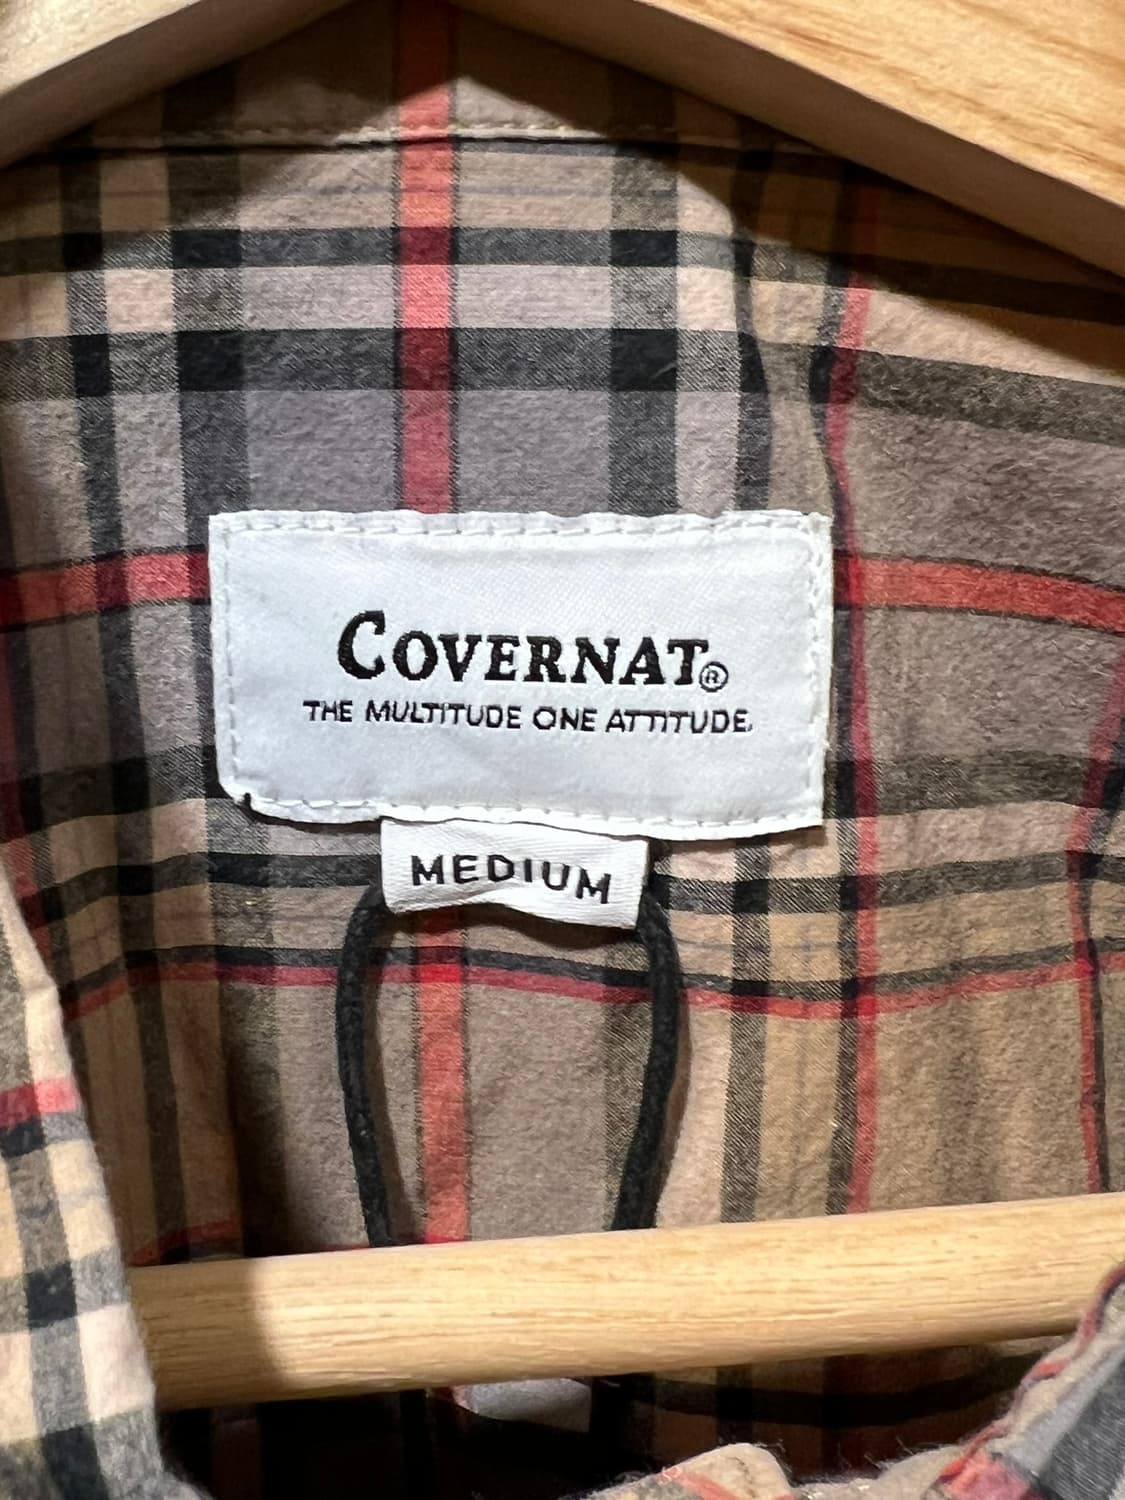 COVERNAT®
THE MULTITUDE ONE ATTITUDE.
MEDIUM